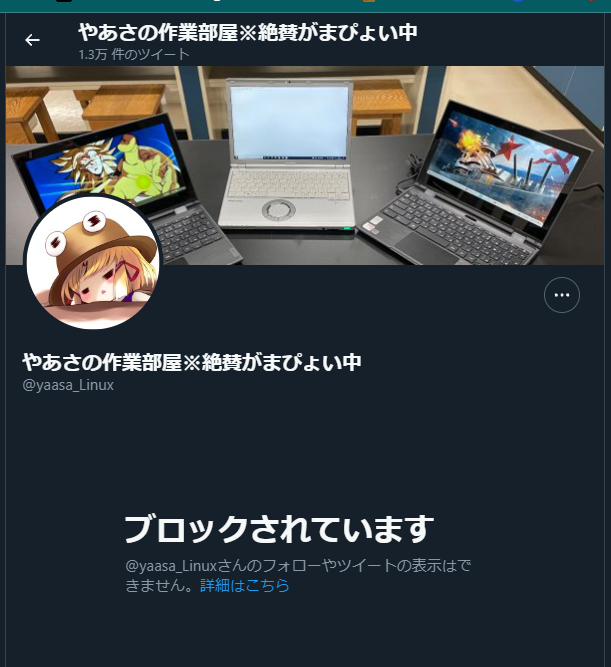 やあさの作業部屋※絶賛がまぴょい中
1.3万 件のツイート
やあさの作業部屋※絶賛がまぴょい中
@yaasa_Linux
ブロックされています
@yaasa_Linuxさんのフォローやツイートの表示はで
きません。詳細はこちら